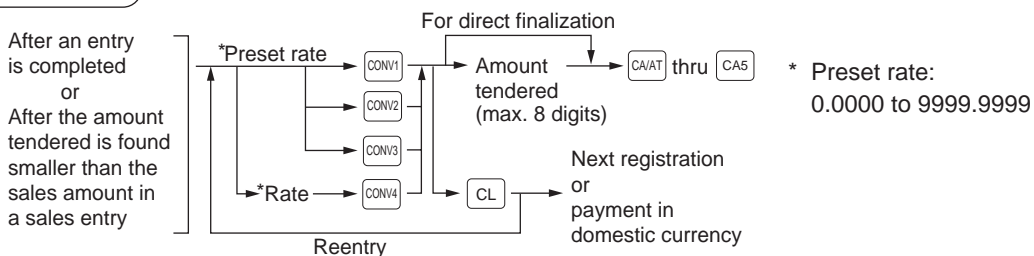 For direct finalization
After an entry
is completed
or
After the amount
tendered is found
smaller than the
sales amount in
a sales entry
*Preset rate
CONV1
CONV2
CONV3
*Rate
CONV4
Amount
tendered
(max. 8 digits)
CA/AT thru CA5
* Preset rate:
0.0000 to 9999.9999
CL
Next registration
or
payment in
domestic currency
Reentry